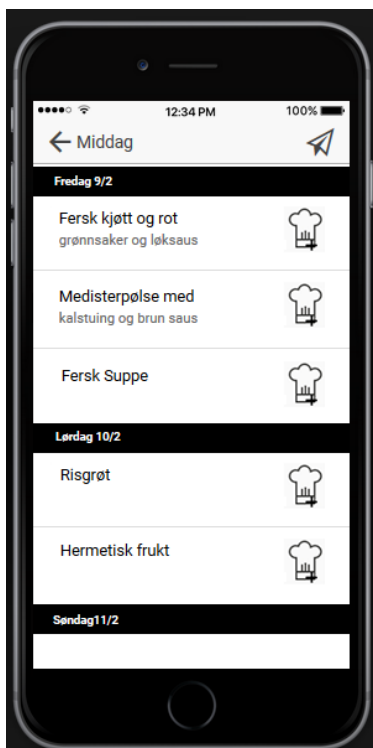 12:34 PM
100%
Middag
Fredag 9/2
Fersk kjøtt og rot
grønnsaker og løksaus
Medisterpølse med
kalstuing og brun saus
Fersk Suppe
Lørdag 10/2
Risgrøt
Hermetisk frukt
Søndag11/2